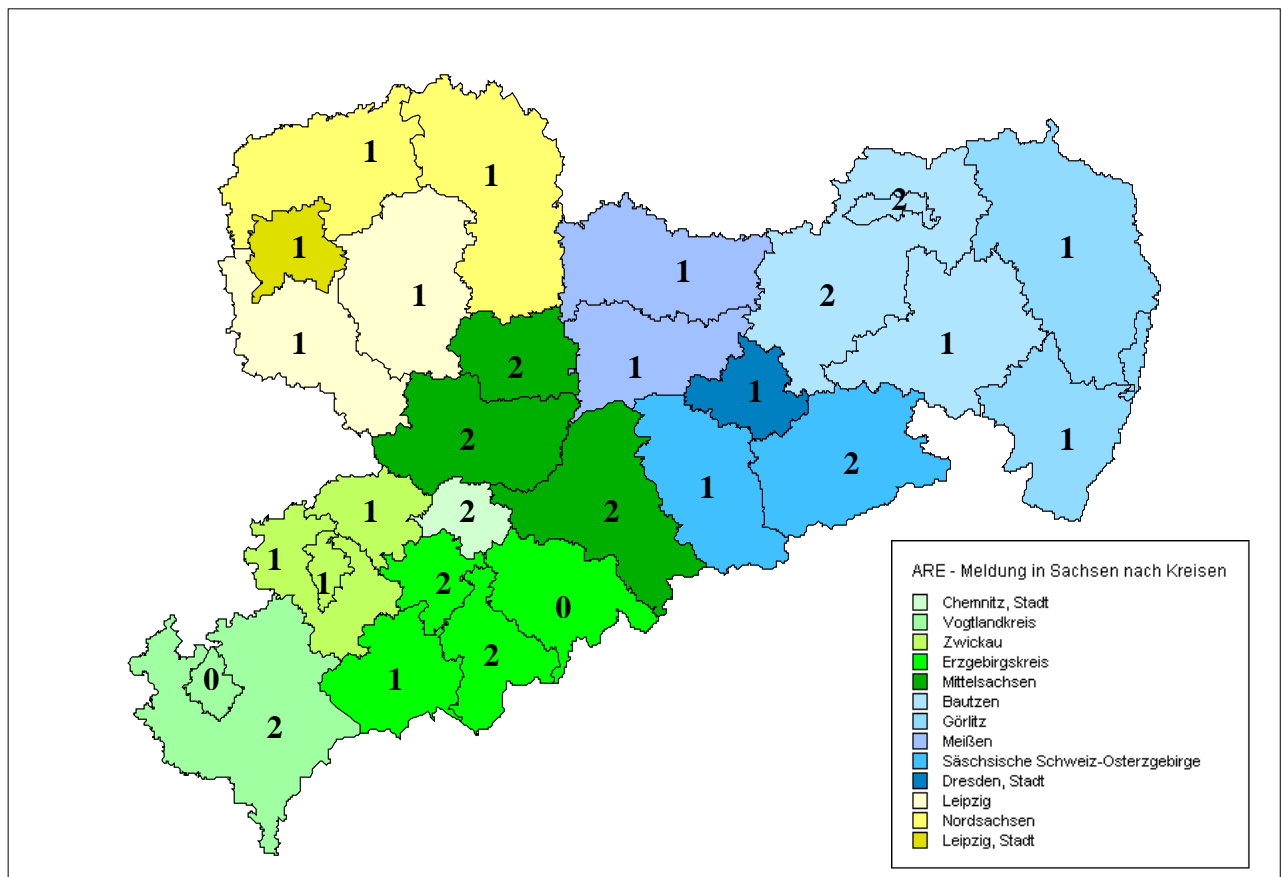 1
1
2
1
1
1
1
2
1
1
2
1
1
1
2
2
1
1
2
2
1
1
2
0
2
1
0
2
ARE - Meldung in Sachsen nach Kreisen
Chemnitz, Stadt
Vogtlandkreis
Zwickau
Erzgebirgskreis
Mittelsachsen
Bautzen
Görlitz
Meißen
Säschsische Schweiz-Osterzgebirge
Dresden, Stadt
Leipzig
Nordsachsen
Leipzig, Stadt